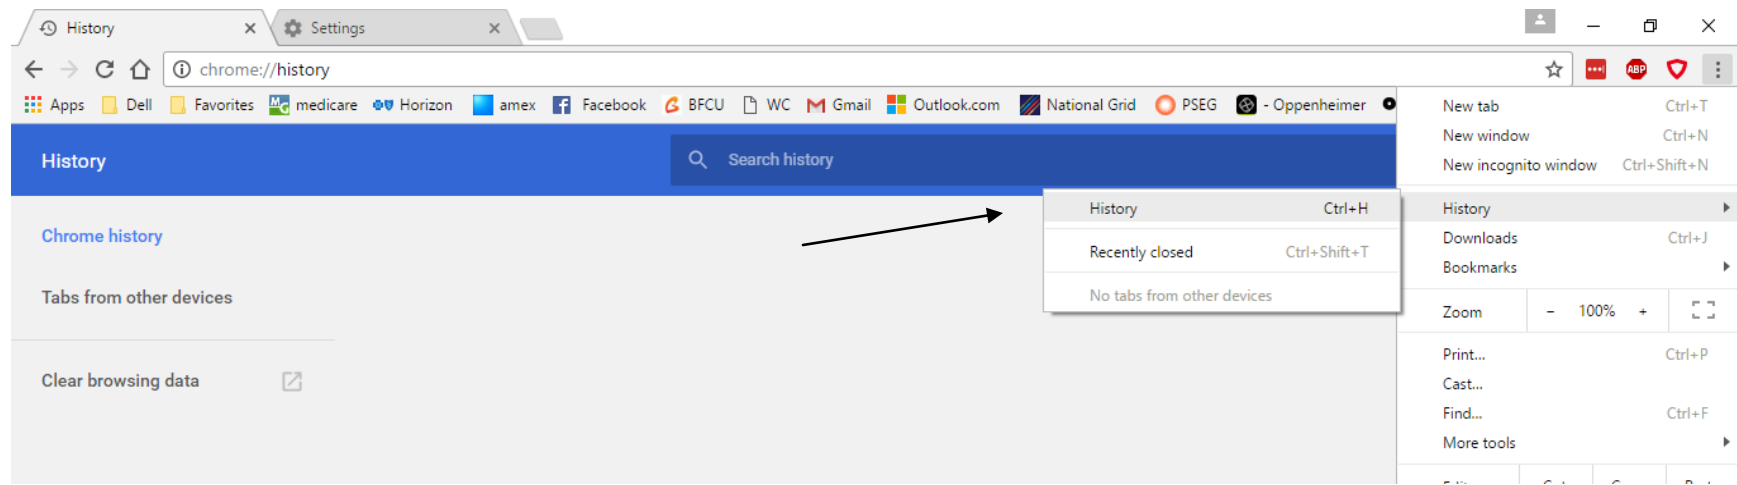 History
Settings
chrome://history
ABP
Apps Dell Favorites medicare Horizon amex Facebook BFCU WC Gmail Outlook.com National Grid PSEG - Oppenheimer
History
Search history
Chrome history
Tabs from other devices
Clear browsing data
History Ctrl+H
Recently closed Ctrl+Shift+T
No tabs from other devices
New tab Ctrl+T
New window Ctrl+N
New incognito window Ctrl+Shift+N
History
Downloads Ctrl+J
Bookmarks
Zoom - 100% +
Print... Ctrl+P
Cast...
Find... Ctrl+F
More tools